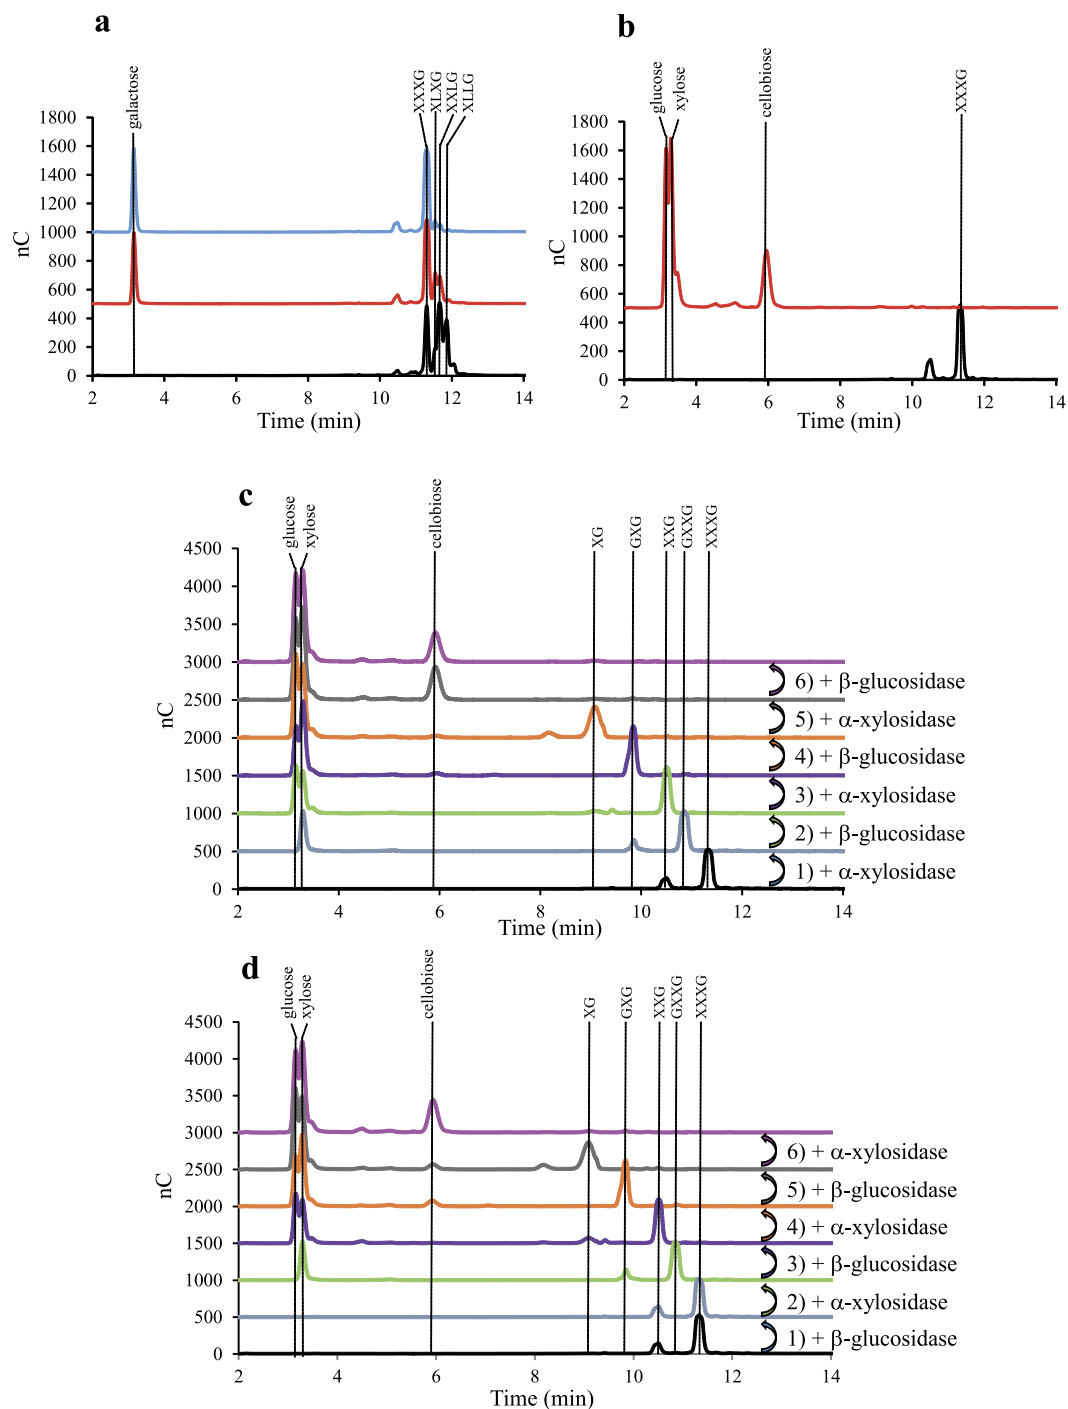 a
galactose
XXXG
XLXG
XXLG
XLLG
1800
1600
1400
1200
1000
800
600
400
200
0
nC
2 4 6 8 10 12 14
Time (min)
b
glucose
xylose
cellobiose
XXXG
1800
1600
1400
1200
1000
800
600
400
200
0
nC
2 4 6 8 10 12 14
Time (min)
c
glucose
xylose
cellobiose
XG
GXG
XXG
GXXG
XXXG
4500
4000
3500
3000
2500
2000
1500
1000
500
0
nC
6) + β-glucosidase
5) + α-xylosidase
4) + β-glucosidase
3) + α-xylosidase
2) + β-glucosidase
1) + α-xylosidase
2 4 6 8 10 12 14
Time (min)
d
glucose
xylose
cellobiose
XG
GXG
XXG
GXXG
XXXG
4500
4000
3500
3000
2500
2000
1500
1000
500
0
nC
6) + α-xylosidase
5) + β-glucosidase
4) + α-xylosidase
3) + β-glucosidase
2) + α-xylosidase
1) + β-glucosidase
2 4 6 8 10 12 14
Time (min)